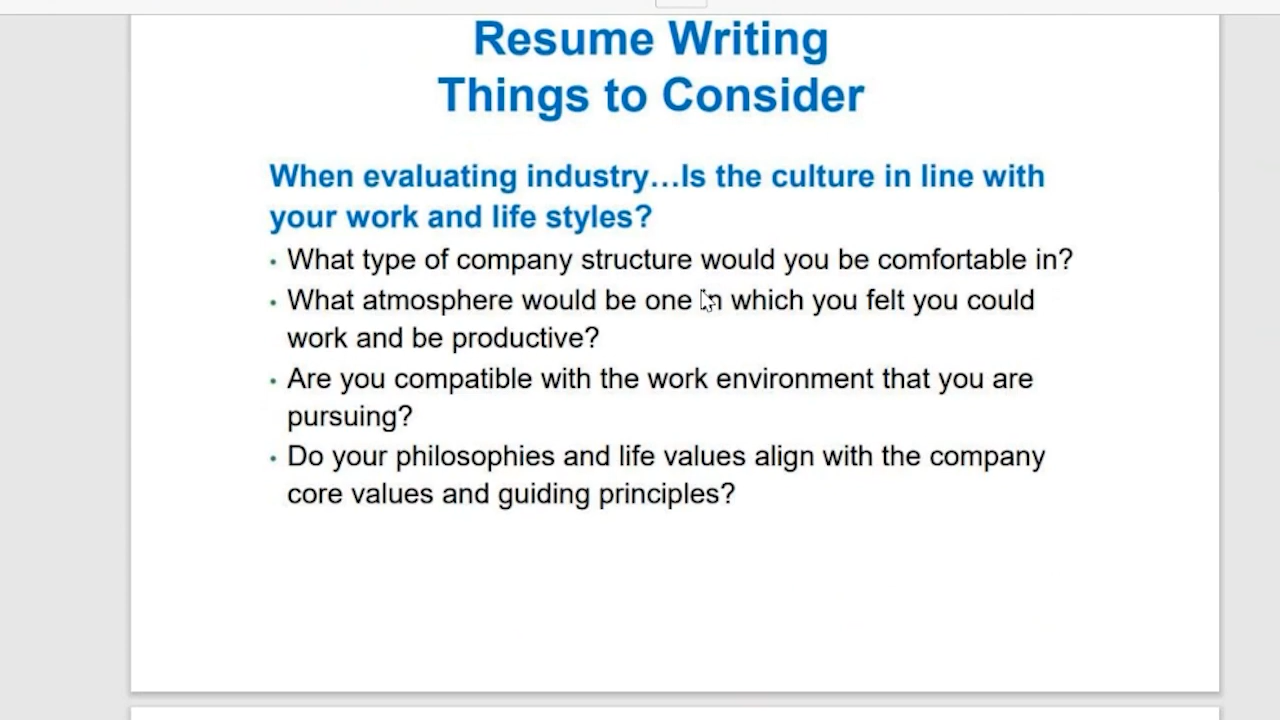 Resume Writing
Things to Consider
When evaluating industry…Is the culture in line with
your work and life styles?
• What type of company structure would you be comfortable in?
• What atmosphere would be one in which you felt you could
work and be productive?
• Are you compatible with the work environment that you are
pursuing?
• Do your philosophies and life values align with the company
core values and guiding principles?